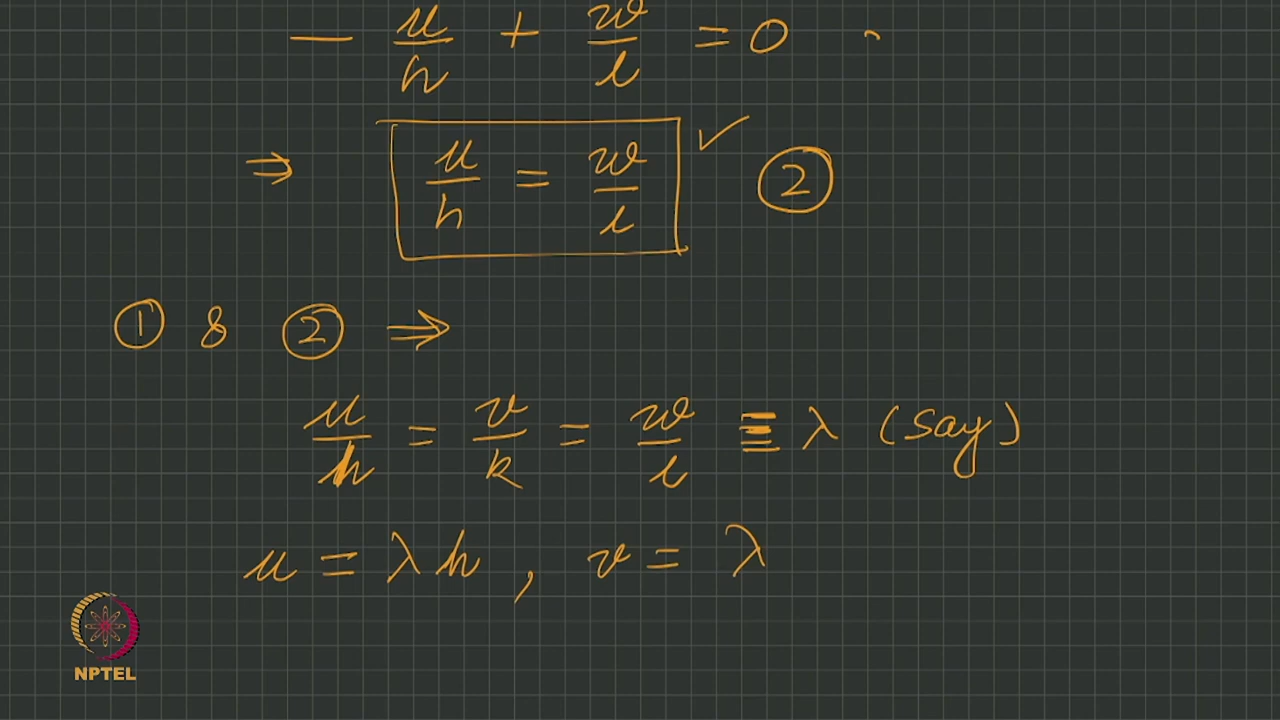 − u/h + w/l = 0
⇒ u/h = w/l ✓ ②
① & ② ⇒
u/h = v/k = w/l ≡ λ (say)
u = λh, v = λ
NPTEL